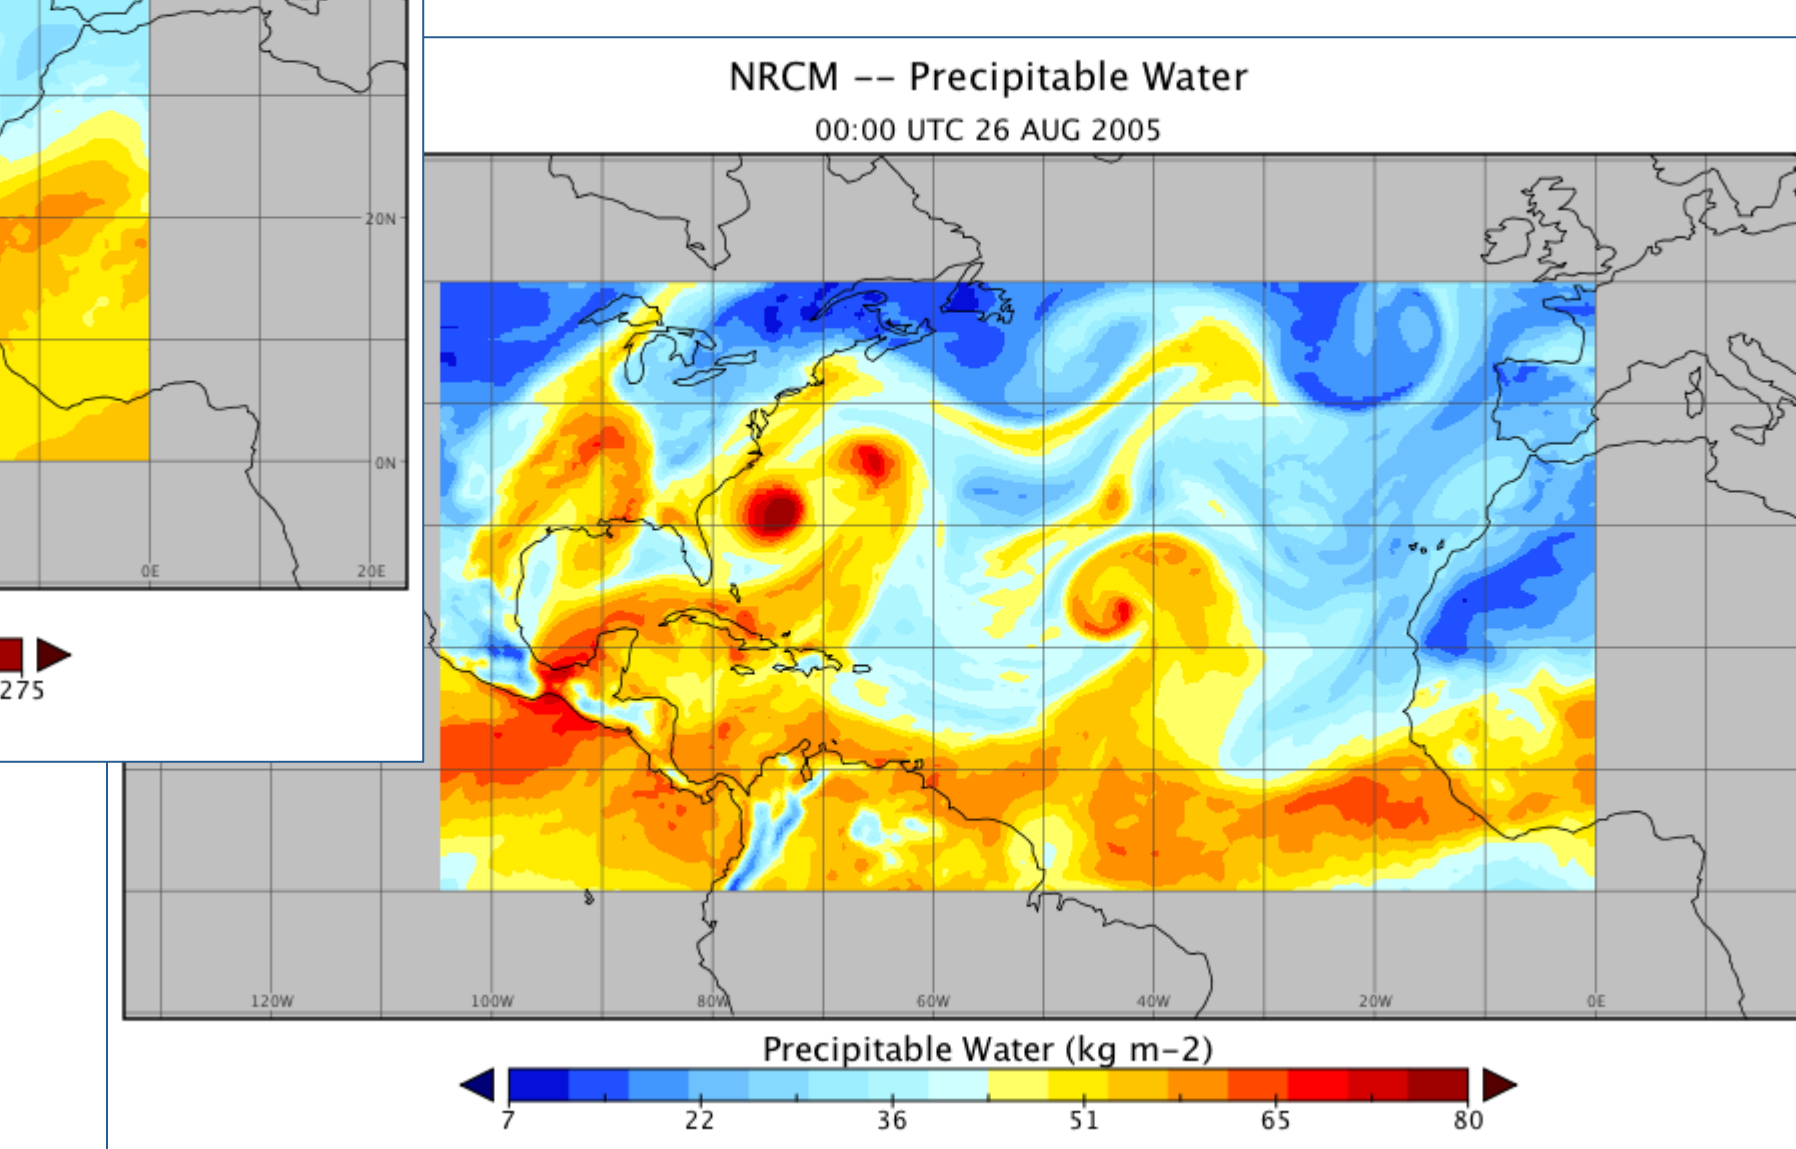 20N
0N
0E 20E
275
NRCM -- Precipitable Water
00:00 UTC 26 AUG 2005
120W 100W 80W 60W 40W 20W 0E
Precipitable Water (kg m-2)
7 22 36 51 65 80